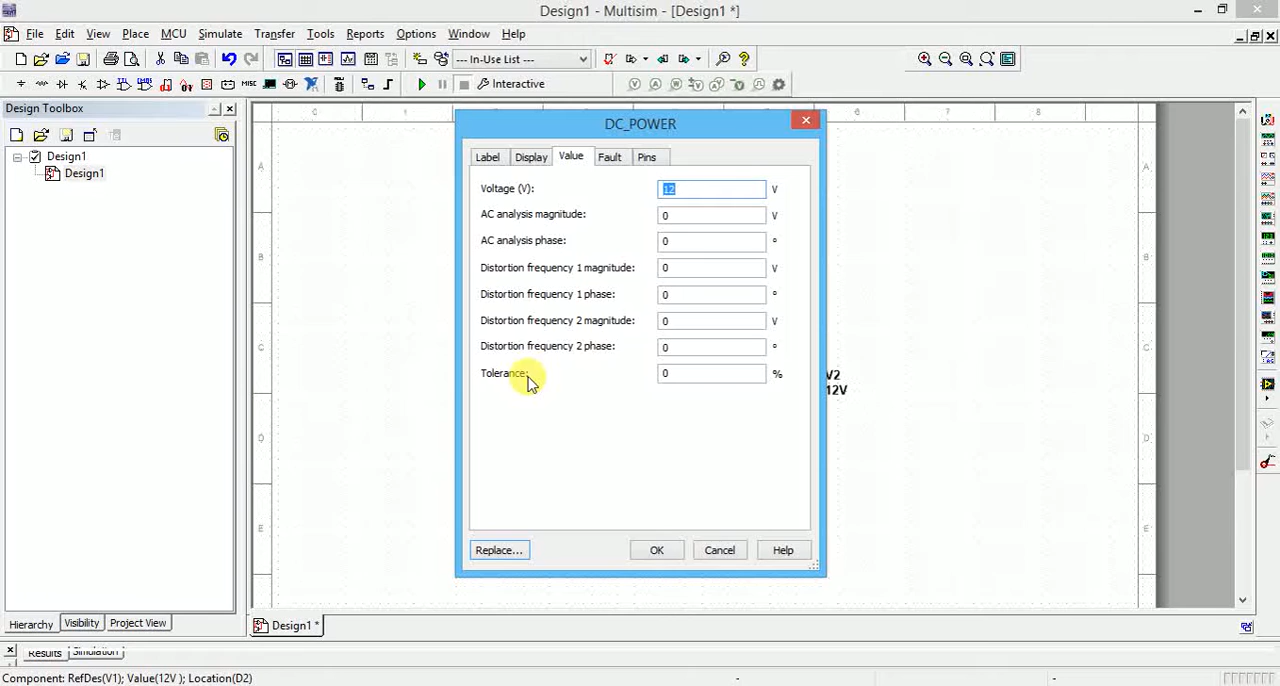 Design1 - Multisim - [Design1 *]
File Edit View Place MCU Simulate Transfer Tools Reports Options Window Help
--- In-Use List ---
MISC Interactive
Design Toolbox
Design1
Design1
DC_POWER
Label Display Value Fault Pins
Voltage (V): 12 V
AC analysis magnitude: 0 V
AC analysis phase: 0 °
Distortion frequency 1 magnitude: 0 V
Distortion frequency 1 phase: 0 °
Distortion frequency 2 magnitude: 0 V
Distortion frequency 2 phase: 0 °
Tolerance: 0 %
Replace... OK Cancel Help
V2
12V
6 7 8
A A
B B
C C
D D
E E
Hierarchy Visibility Project View
Design1 *
Results Simulation
Component: RefDes(V1); Value(12V ); Location(D2) - -